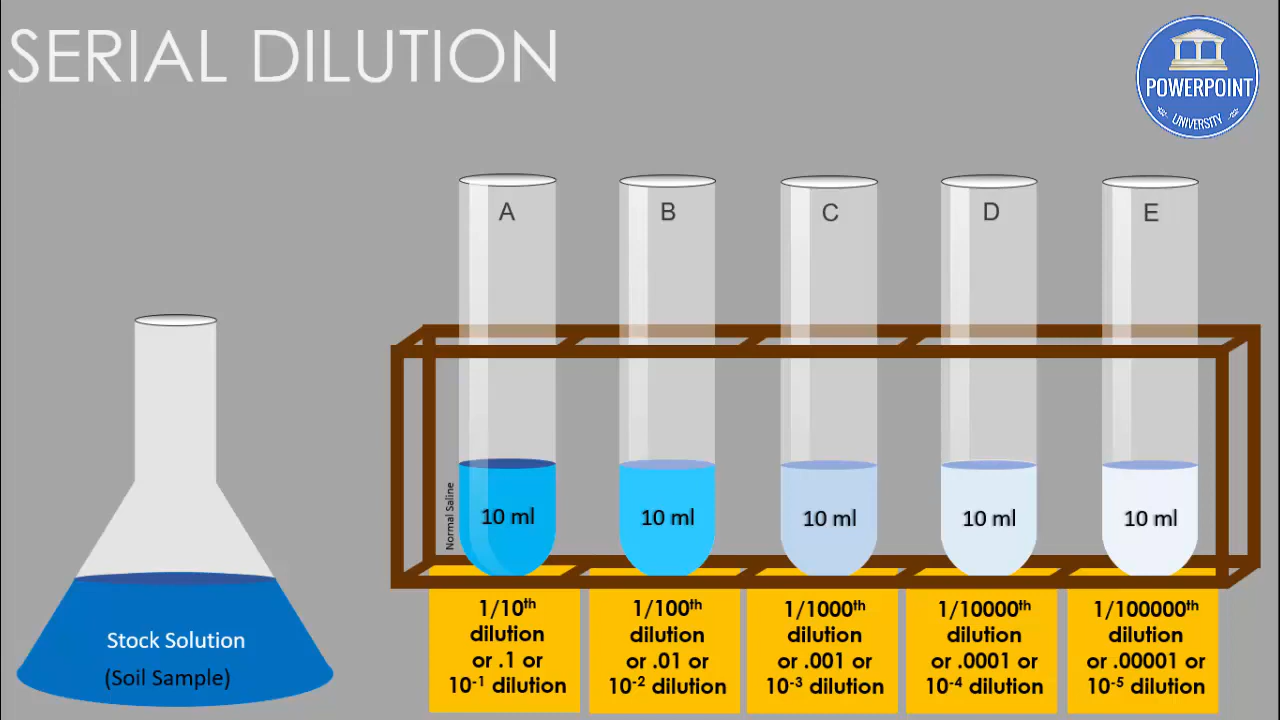 SERIAL DILUTION
POWERPOINT
UNIVERSITY
A
B
C
D
E
Normal Saline
10 ml
10 ml
10 ml
10 ml
10 ml
Stock Solution
(Soil Sample)
1/10th
dilution
or .1 or
10-1 dilution
1/100th
dilution
or .01 or
10-2 dilution
1/1000th
dilution
or .001 or
10-3 dilution
1/10000th
dilution
or .0001 or
10-4 dilution
1/100000th
dilution
or .00001 or
10-5 dilution